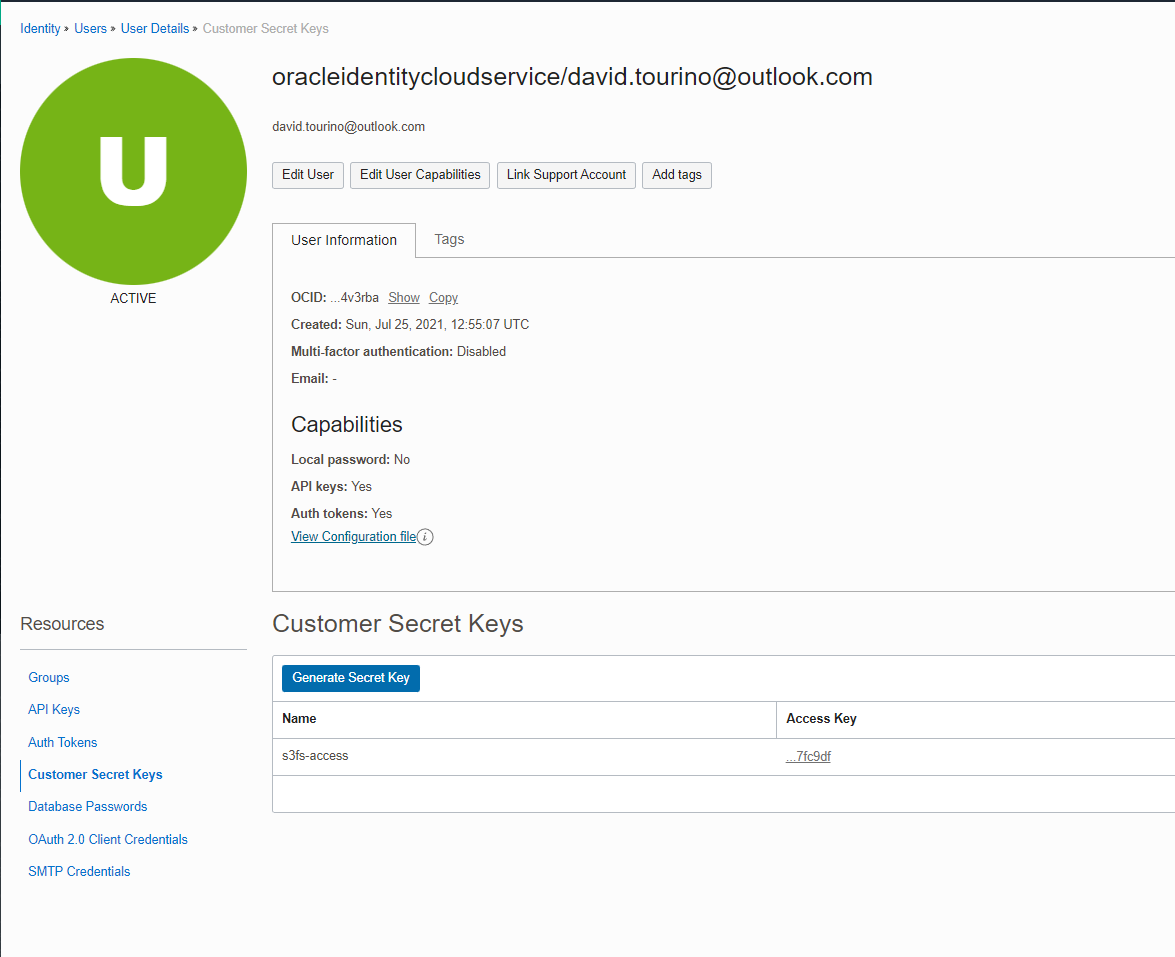 Identity » Users » User Details » Customer Secret Keys
U
ACTIVE
oracleidentitycloudservice/david.tourino@outlook.com
david.tourino@outlook.com
Edit User Edit User Capabilities Link Support Account Add tags
User Information Tags
OCID: ...4v3rba Show Copy
Created: Sun, Jul 25, 2021, 12:55:07 UTC
Multi-factor authentication: Disabled
Email: -
Capabilities
Local password: No
API keys: Yes
Auth tokens: Yes
View Configuration file i
Resources
Groups
API Keys
Auth Tokens
Customer Secret Keys
Database Passwords
OAuth 2.0 Client Credentials
SMTP Credentials
Customer Secret Keys
Generate Secret Key
Name Access Key
s3fs-access ...7fc9df